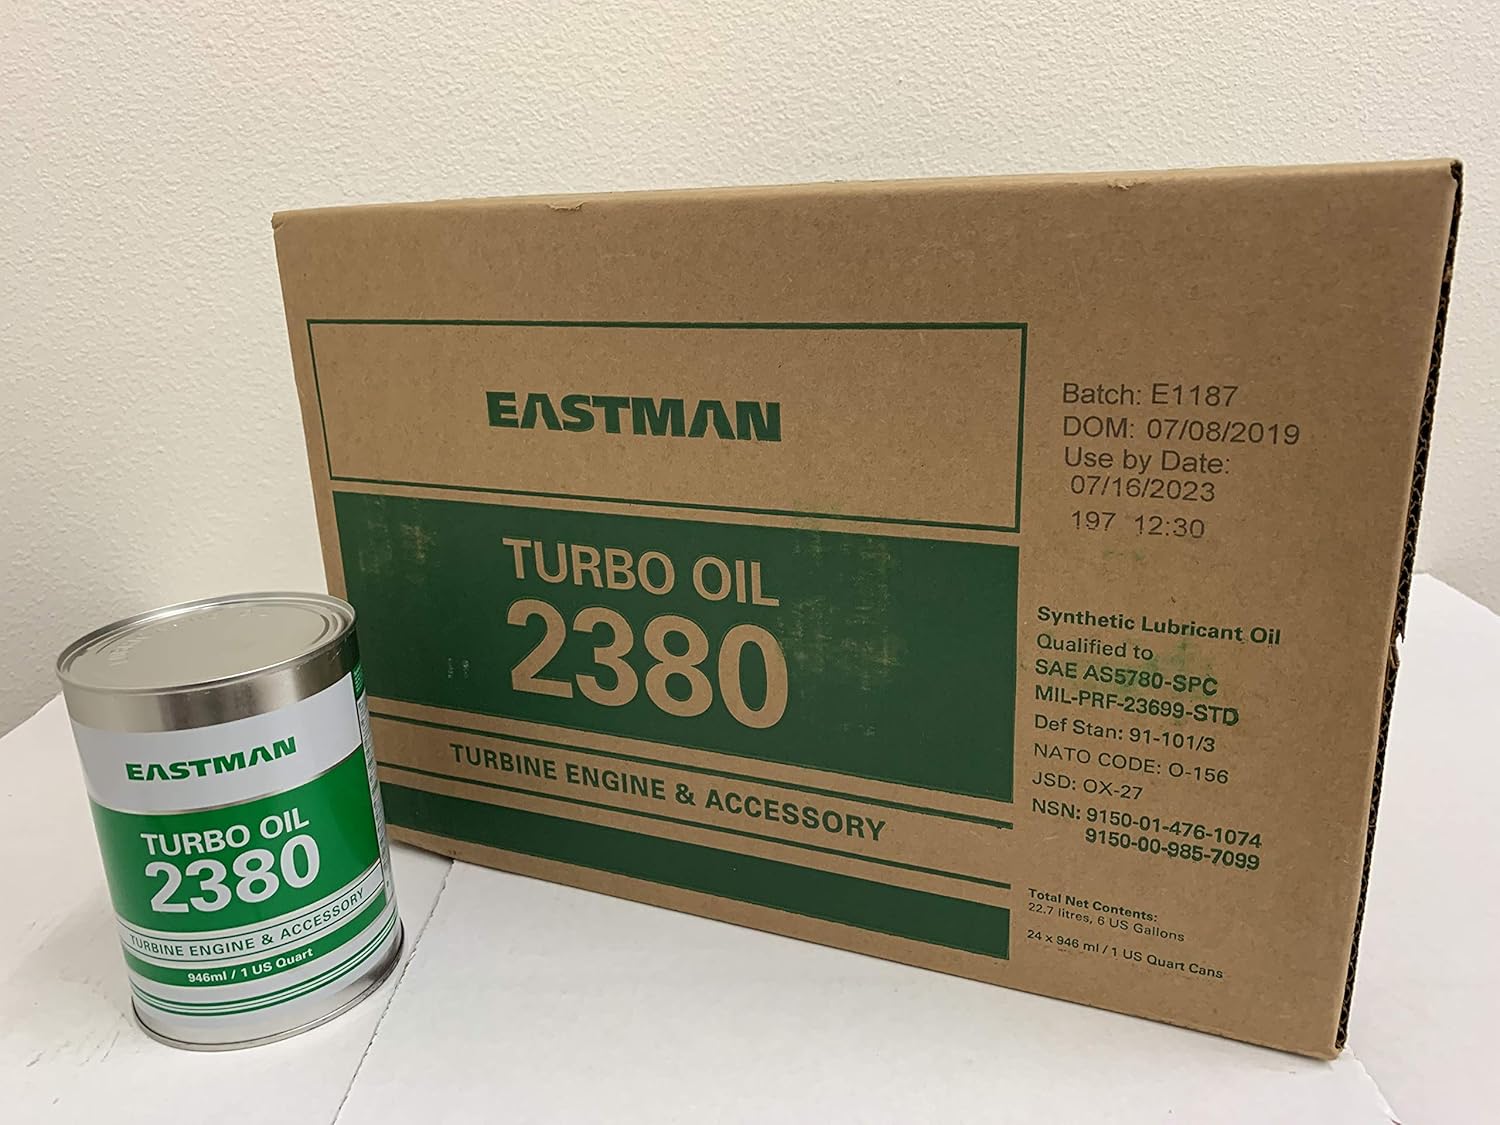 EASTMAN
TURBO OIL
2380
TURBINE ENGINE & ACCESSORY
Batch: E1187
DOM: 07/08/2019
Use by Date:
07/16/2023
197 12:30
Synthetic Lubricant Oil
Qualified to
SAE AS5780-SPC
MIL-PRF-23699-STD
Def Stan: 91-101/3
NATO CODE: O-156
JSD: OX-27
NSN: 9150-01-476-1074
9150-00-985-7099
Total Net Contents:
22.7 litres, 6 US Gallons
24 x 946 ml / 1 US Quart Cans
EASTMAN
TURBO OIL
2380
TURBINE ENGINE & ACCESSORY
946ml / 1 US Quart